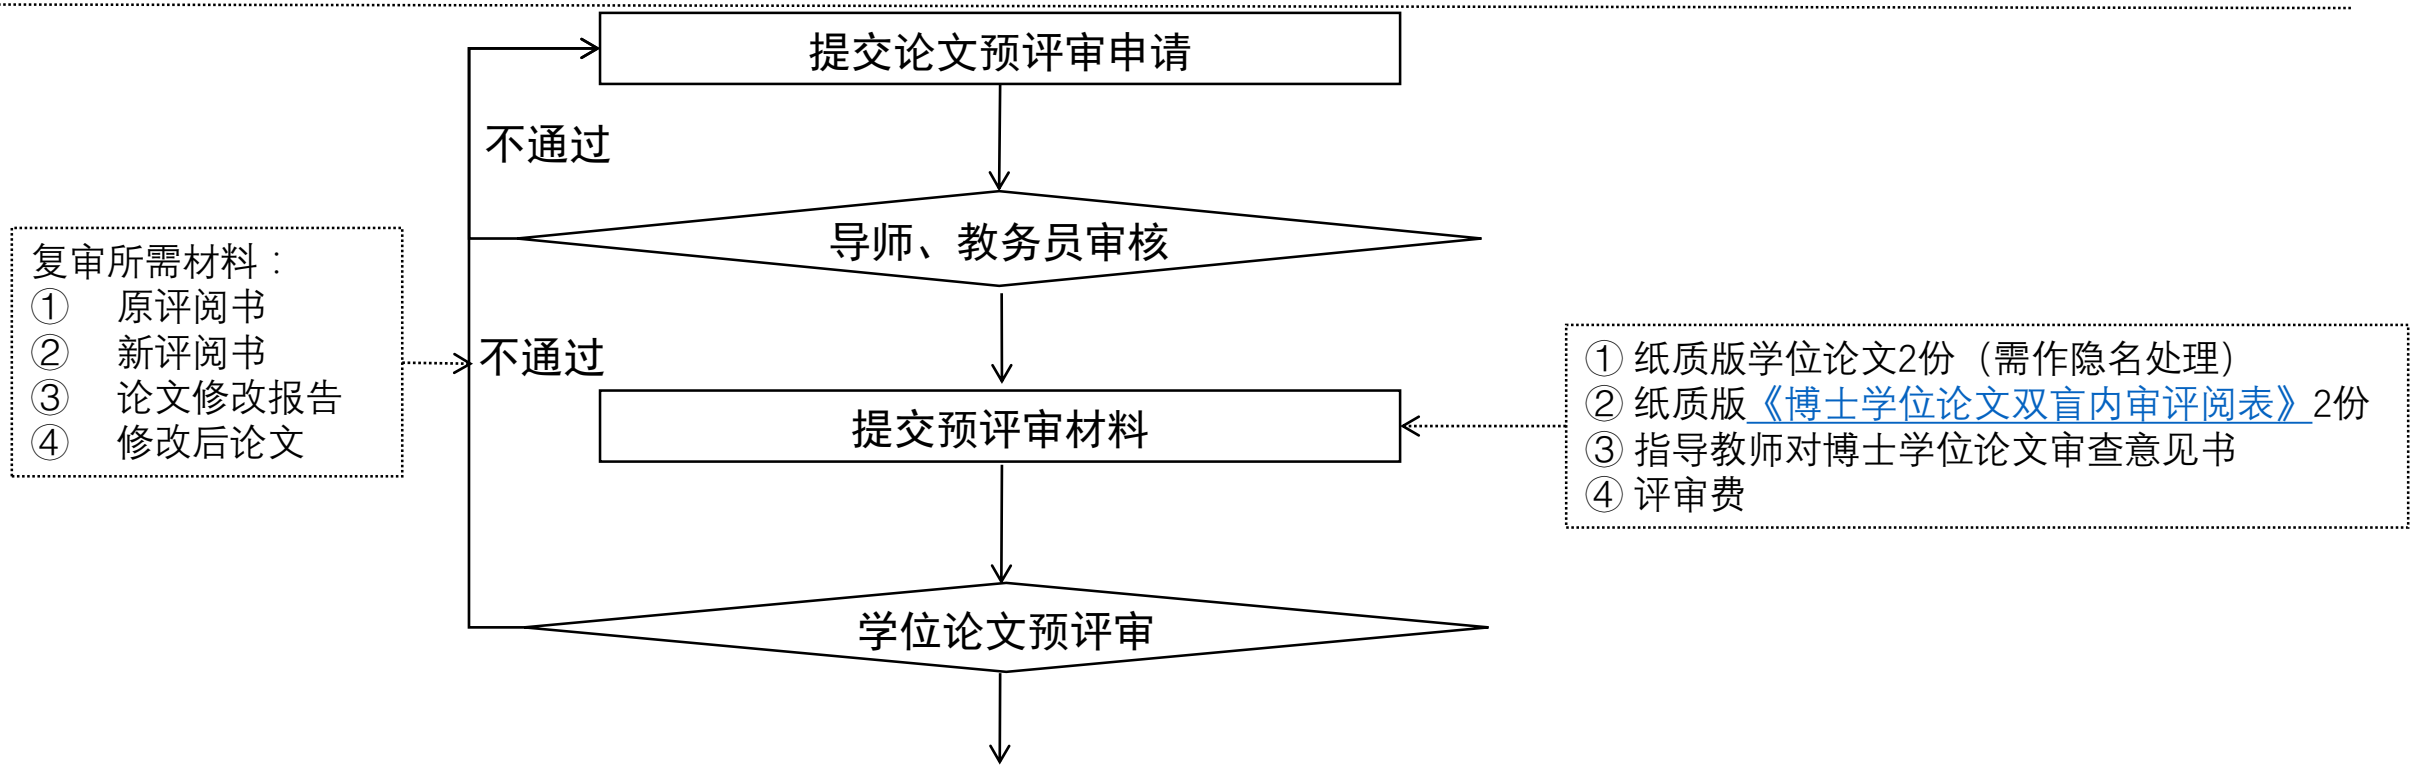 提交论文预评审申请
不通过
导师、教务员审核
复审所需材料：
① 原评阅书
② 新评阅书
③ 论文修改报告
④ 修改后论文
不通过
① 纸质版学位论文2份（需作隐名处理）
② 纸质版《博士学位论文双盲内审评阅表》2份
③ 指导教师对博士学位论文审查意见书
④ 评审费
提交预评审材料
学位论文预评审